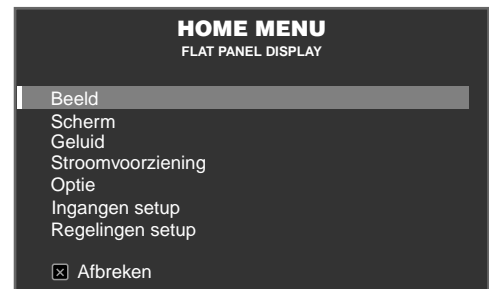 HOME MENU
FLAT PANEL DISPLAY
Beeld
Scherm
Geluid
Stroomvoorziening
Optie
Ingangen setup
Regelingen setup
Afbreken